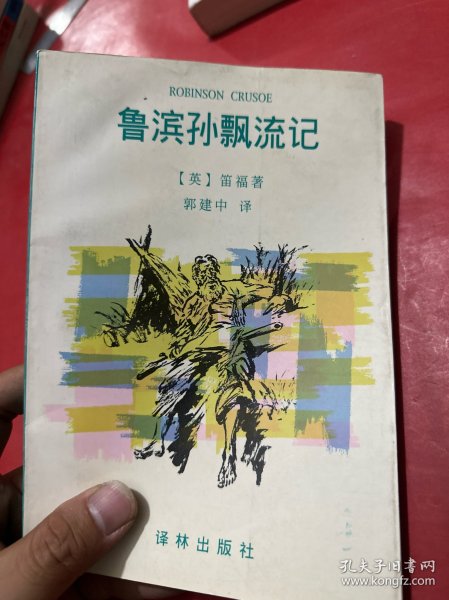 ROBINSON CRUSOE
鲁滨孙飘流记
【英】笛福著
郭建中 译
译林出版社
孔夫子旧书网
www.kongfz.com